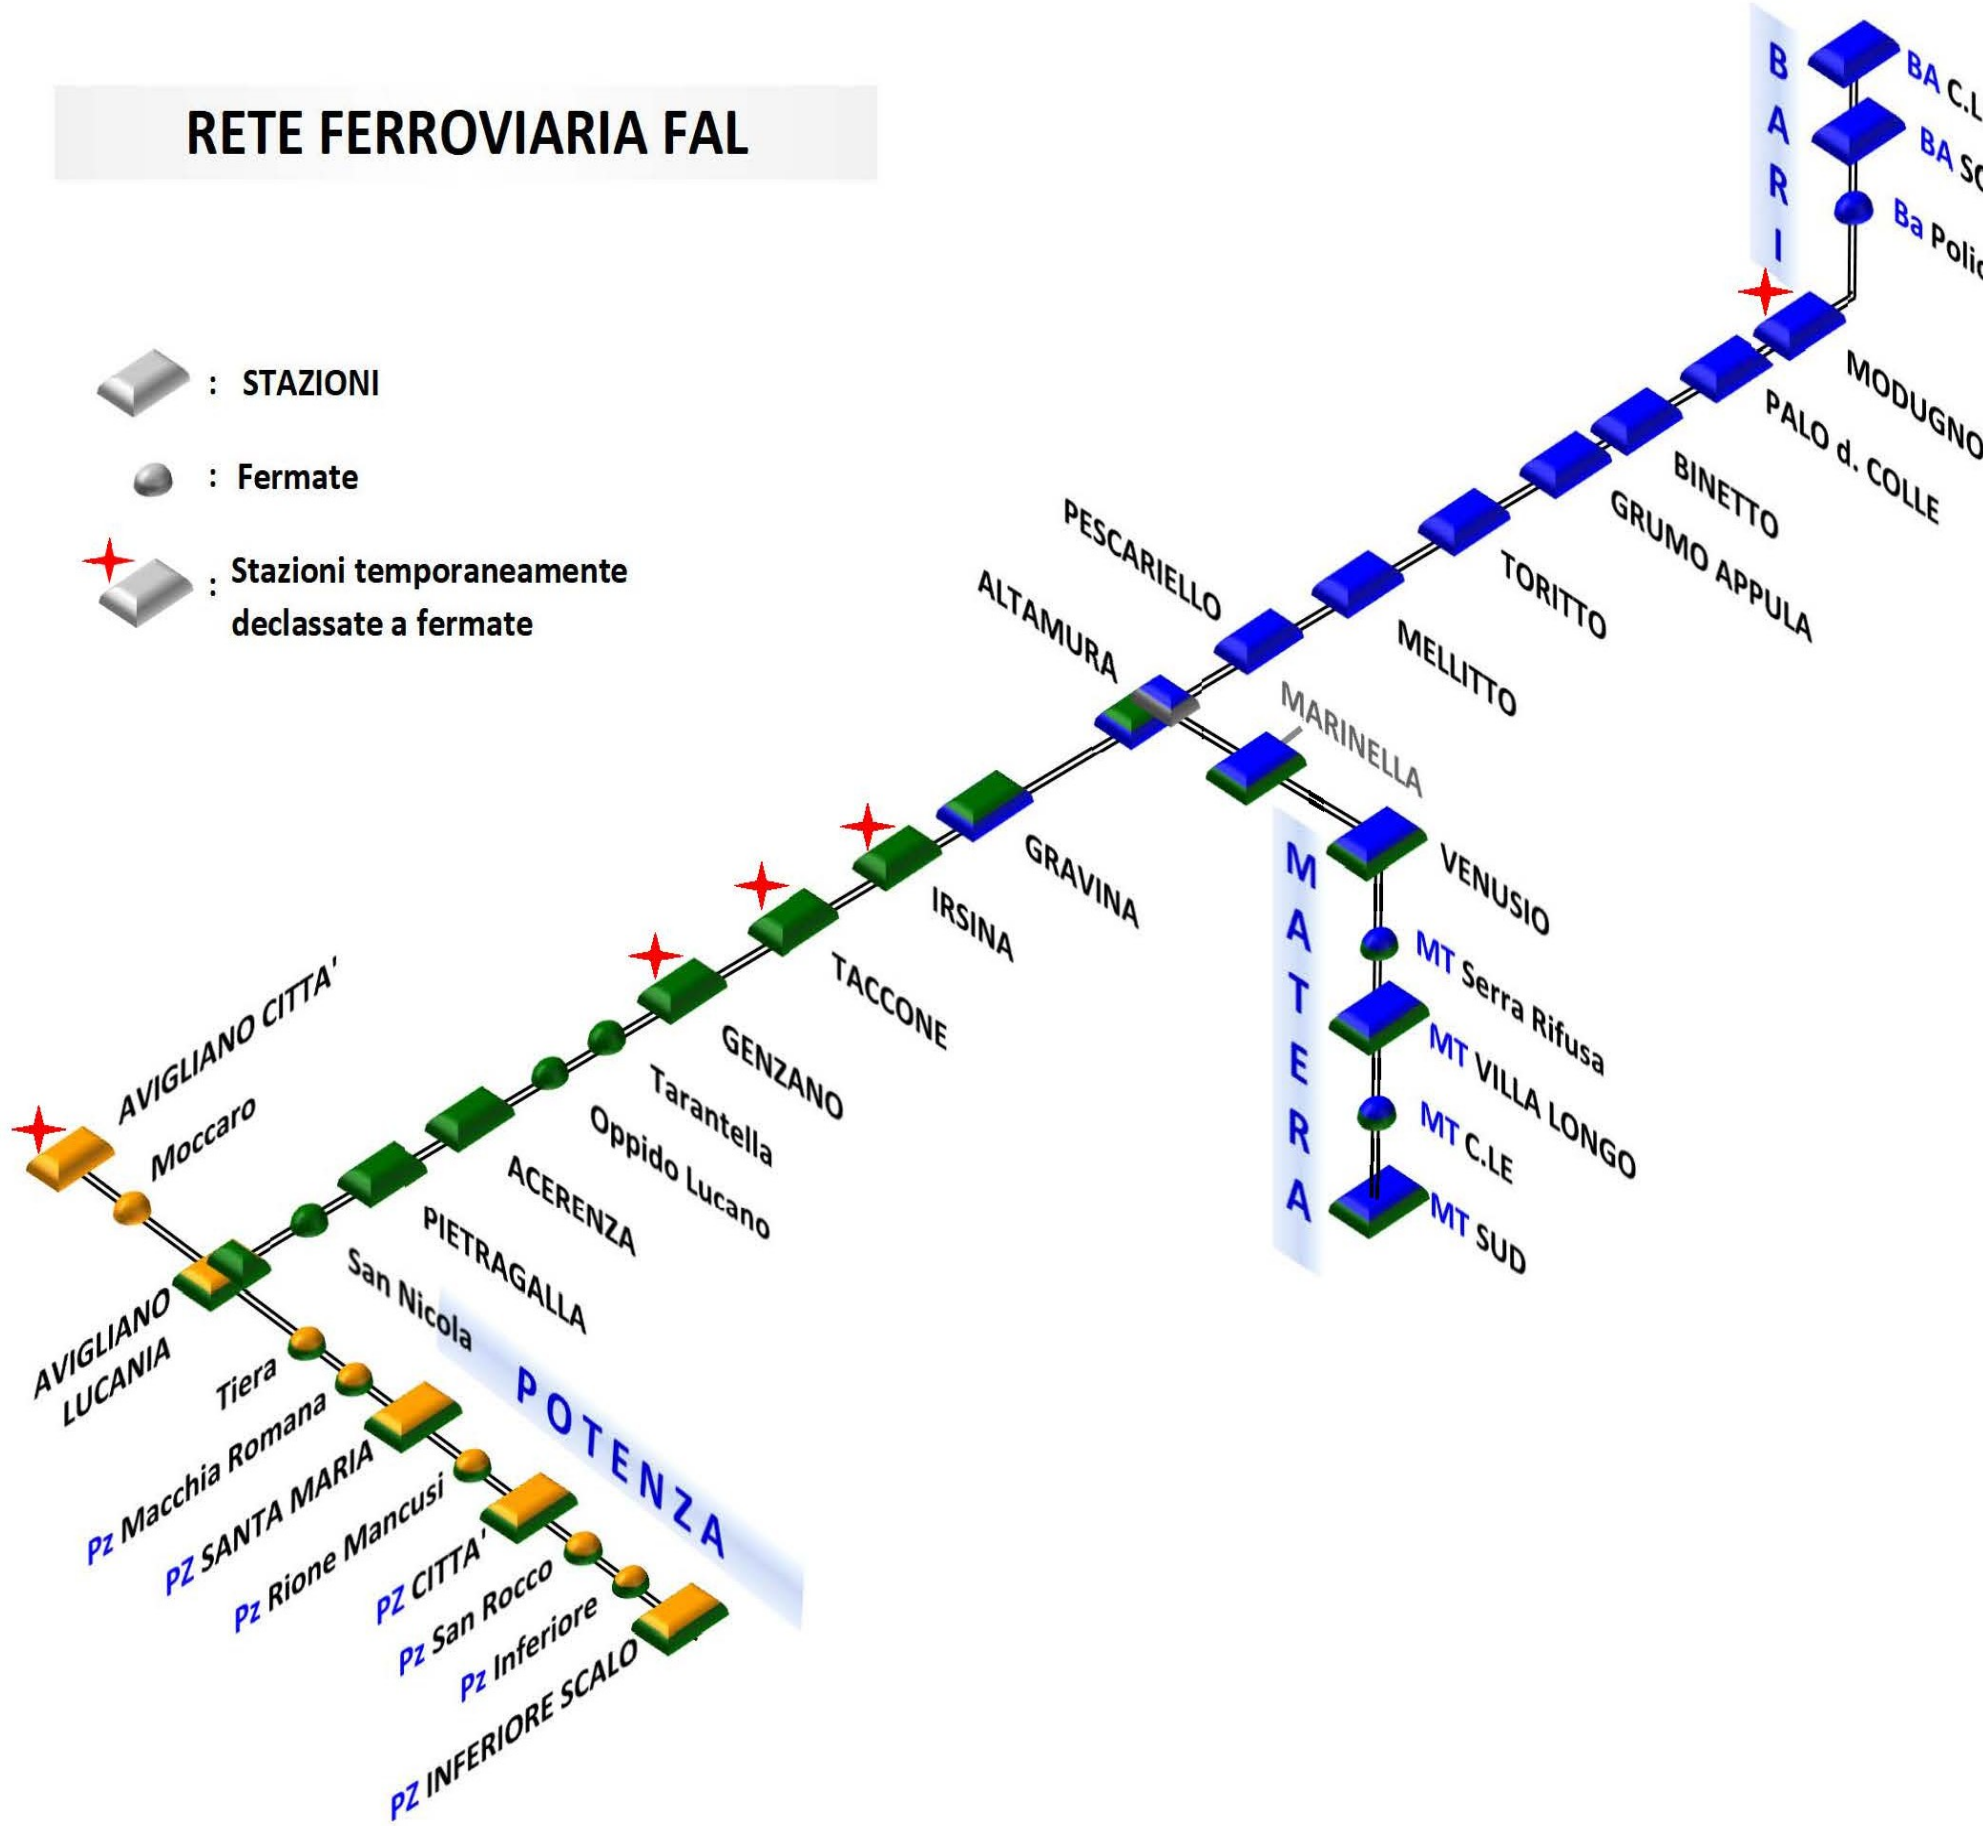 RETE FERROVIARIA FAL
: STAZIONI
: Fermate
: Stazioni temporaneamente
declassate a fermate
BARI
BA
BA
Ba
MODUGNO
PALO d. COLLE
BINETTO
GRUMO APPULA
TORITTO
MELLITTO
PESCARIELLO
ALTAMURA
MARINELLA
MATERA
VENUSIO
MT Serra Rifusa
MT VILLA LONGO
MT C.LE
MT SUD
GRAVINA
IRSINA
TACCONE
GENZANO
Tarantella
Oppido Lucano
ACERENZA
PIETRAGALLA
San Nicola
AVIGLIANO CITTA'
Moccaro
AVIGLIANO
LUCANIA
POTENZA
Tiera
Pz Macchia Romana
PZ SANTA MARIA
Pz Rione Mancusi
PZ CITTA'
Pz San Rocco
Pz Inferiore
PZ INFERIORE SCALO